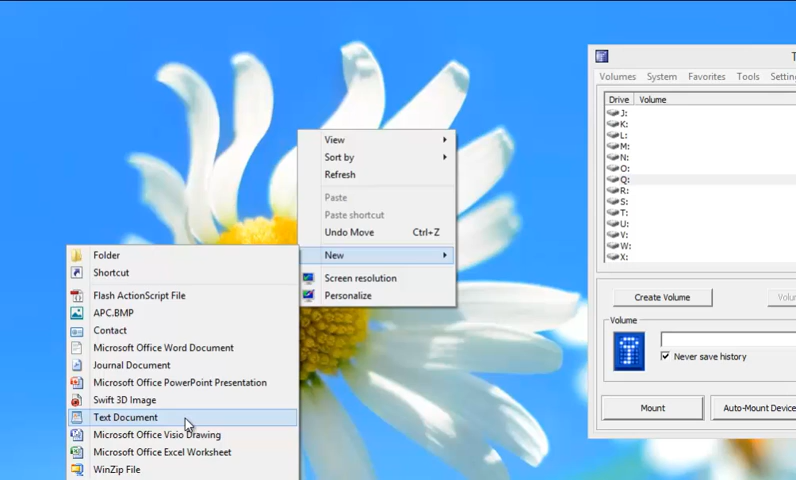 View
Sort by
Refresh
Paste
Paste shortcut
Undo Move Ctrl+Z
New
Screen resolution
Personalize
Folder
Shortcut
Flash ActionScript File
APC.BMP
Contact
Microsoft Office Word Document
Journal Document
Microsoft Office PowerPoint Presentation
Swift 3D Image
Text Document
Microsoft Office Visio Drawing
Microsoft Office Excel Worksheet
WinZip File
Volumes System Favorites Tools
Drive Volume
J:
K:
L:
M:
N:
O:
Q:
R:
S:
T:
U:
V:
W:
X:
Create Volume
Volume
Never save history
Mount Auto-Mount Device